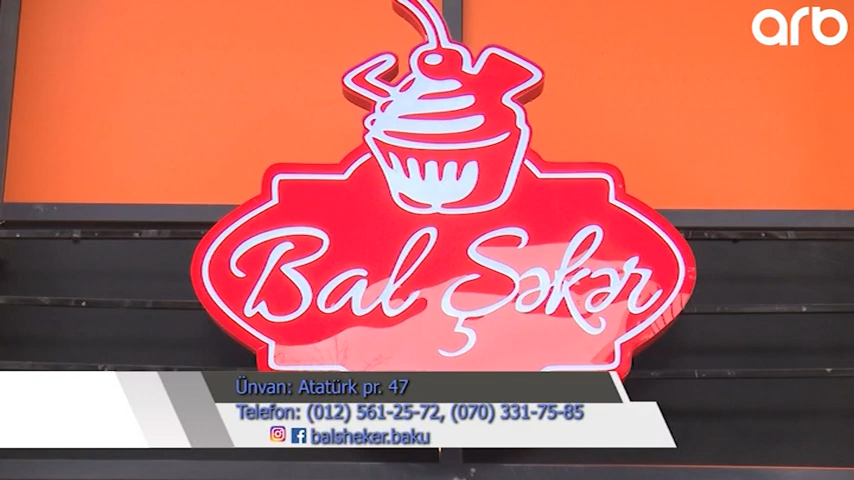 arb
Bal Şəkər
Ünvan: Atatürk pr. 47
Telefon: (012) 561-25-72, (070) 331-75-85
balsheker.baku